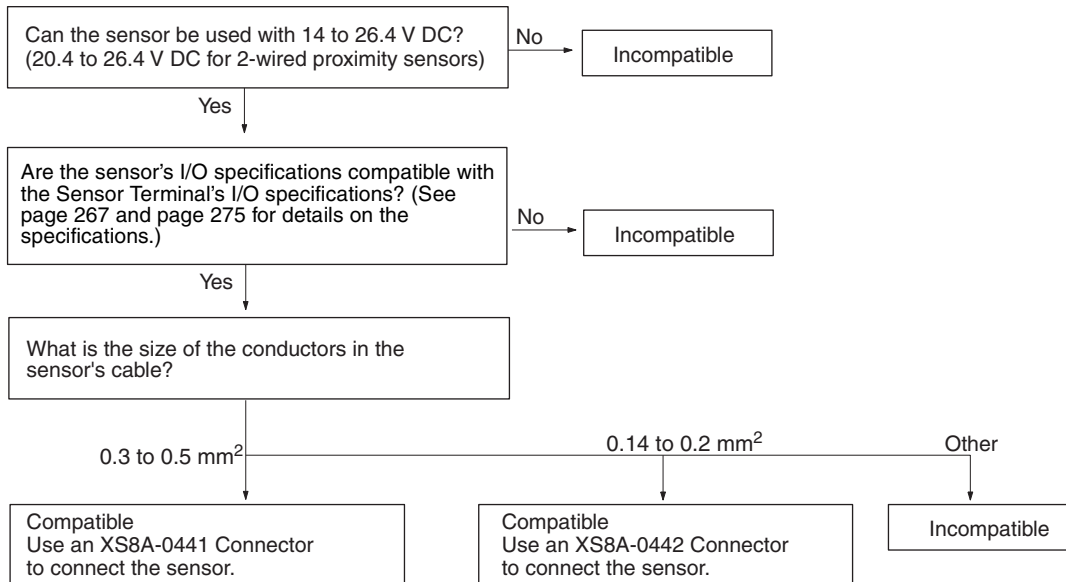 Can the sensor be used with 14 to 26.4 V DC?
(20.4 to 26.4 V DC for 2-wired proximity sensors)
No
Incompatible
Yes
Are the sensor's I/O specifications compatible with
the Sensor Terminal's I/O specifications? (See
page 267 and page 275 for details on the
specifications.)
No
Incompatible
Yes
What is the size of the conductors in the
sensor's cable?
0.3 to 0.5 mm²
0.14 to 0.2 mm²
Other
Compatible
Use an XS8A-0441 Connector
to connect the sensor.
Compatible
Use an XS8A-0442 Connector
to connect the sensor.
Incompatible